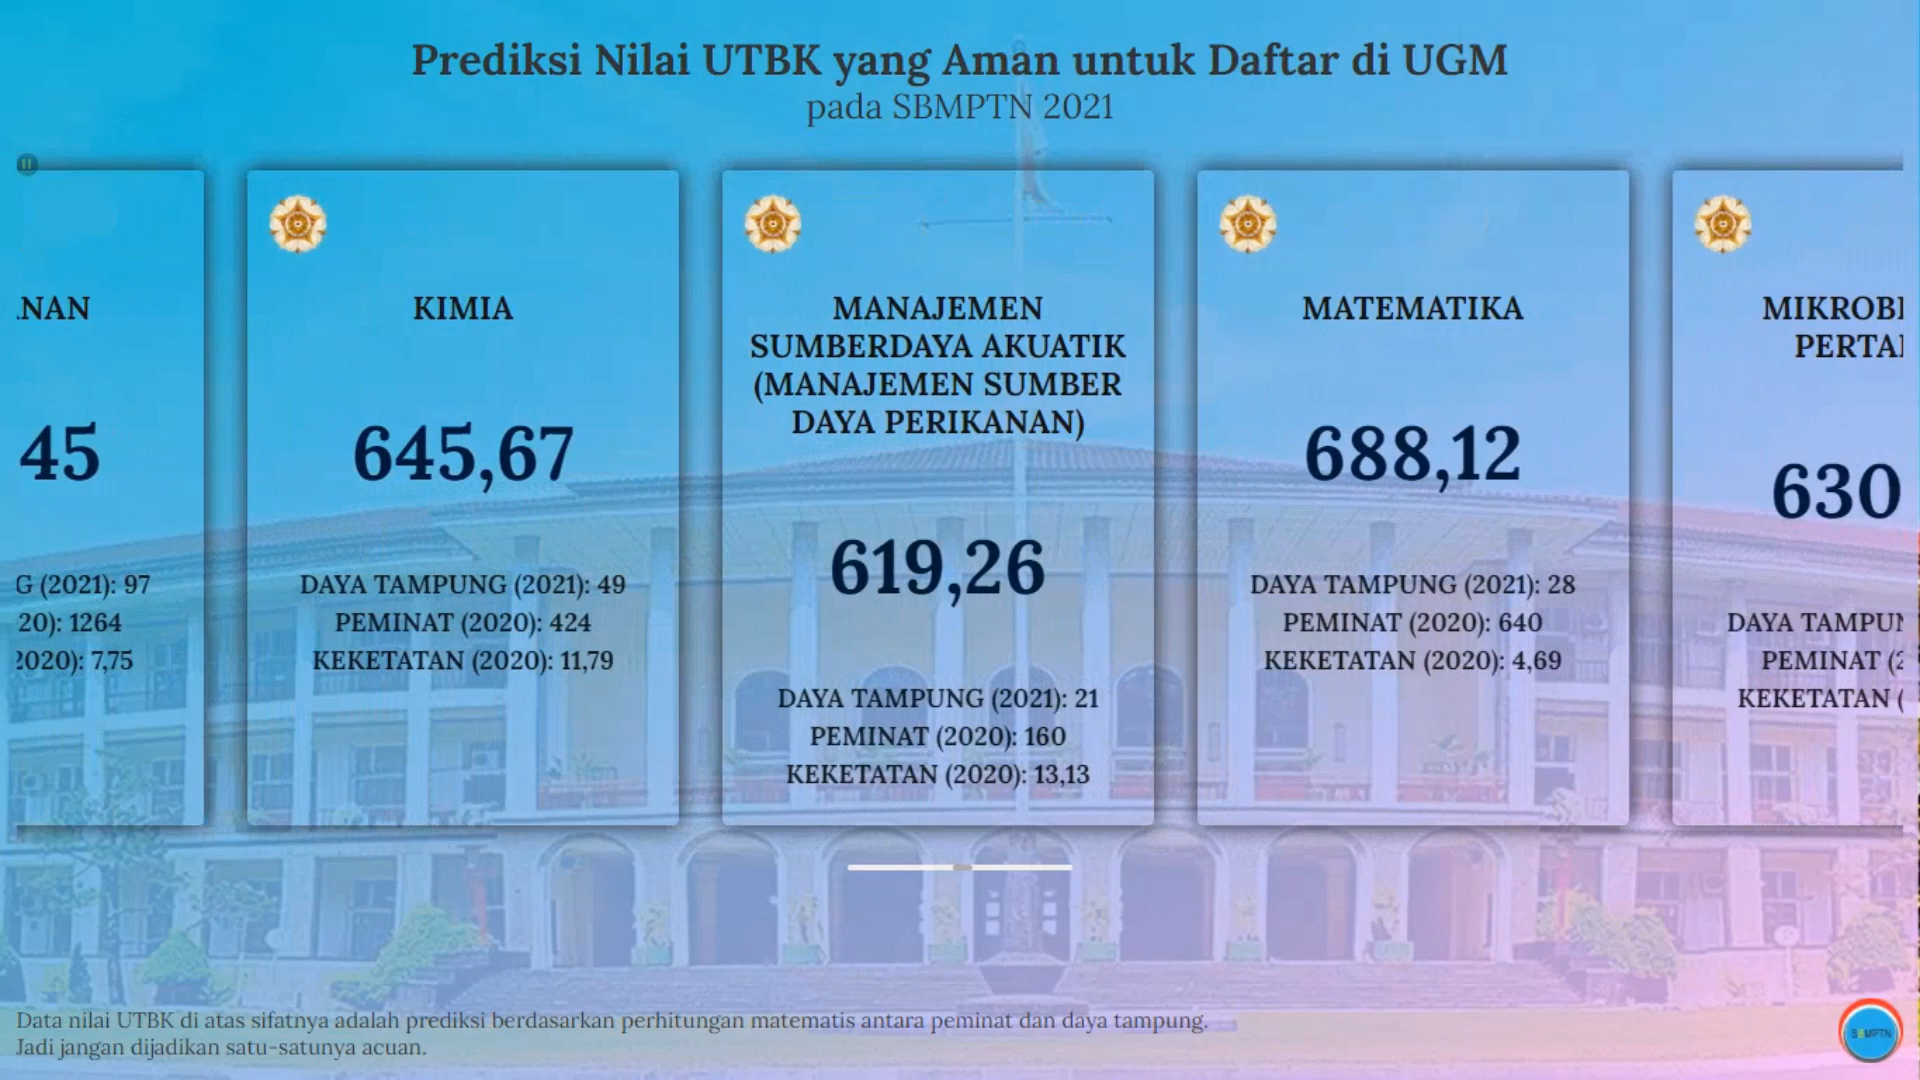 Prediksi Nilai UTBK yang Aman untuk Daftar di UGM
pada SBMPTN 2021
45
G (2021): 97
20): 1264
2020): 7,75
KIMIA
645,67
DAYA TAMPUNG (2021): 49
PEMINAT (2020): 424
KEKETATAN (2020): 11,79
MANAJEMEN
SUMBERDAYA AKUATIK
(MANAJEMEN SUMBER
DAYA PERIKANAN)
619,26
DAYA TAMPUNG (2021): 21
PEMINAT (2020): 160
KEKETATAN (2020): 13,13
MATEMATIKA
688,12
DAYA TAMPUNG (2021): 28
PEMINAT (2020): 640
KEKETATAN (2020): 4,69
630
DAYA
PEMINAT
KEKETATAN (
Data nilai UTBK di atas sifatnya adalah prediksi berdasarkan perhitungan matematis antara peminat dan daya tampung.
Jadi jangan dijadikan satu-satunya acuan.
SBMPTN